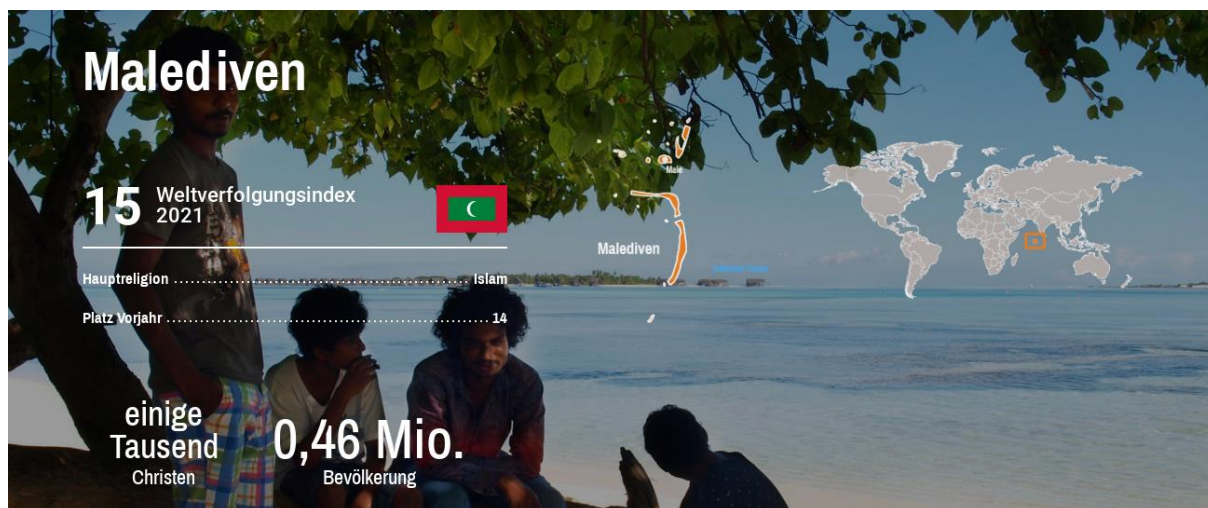 Malediven
15 Weltverfolgungsindex
2021
Hauptreligion Islam
Platz Vorjahr 14
einige
Tausend
Christen
0,46 Mio.
Bevölkerung
Male
Malediven